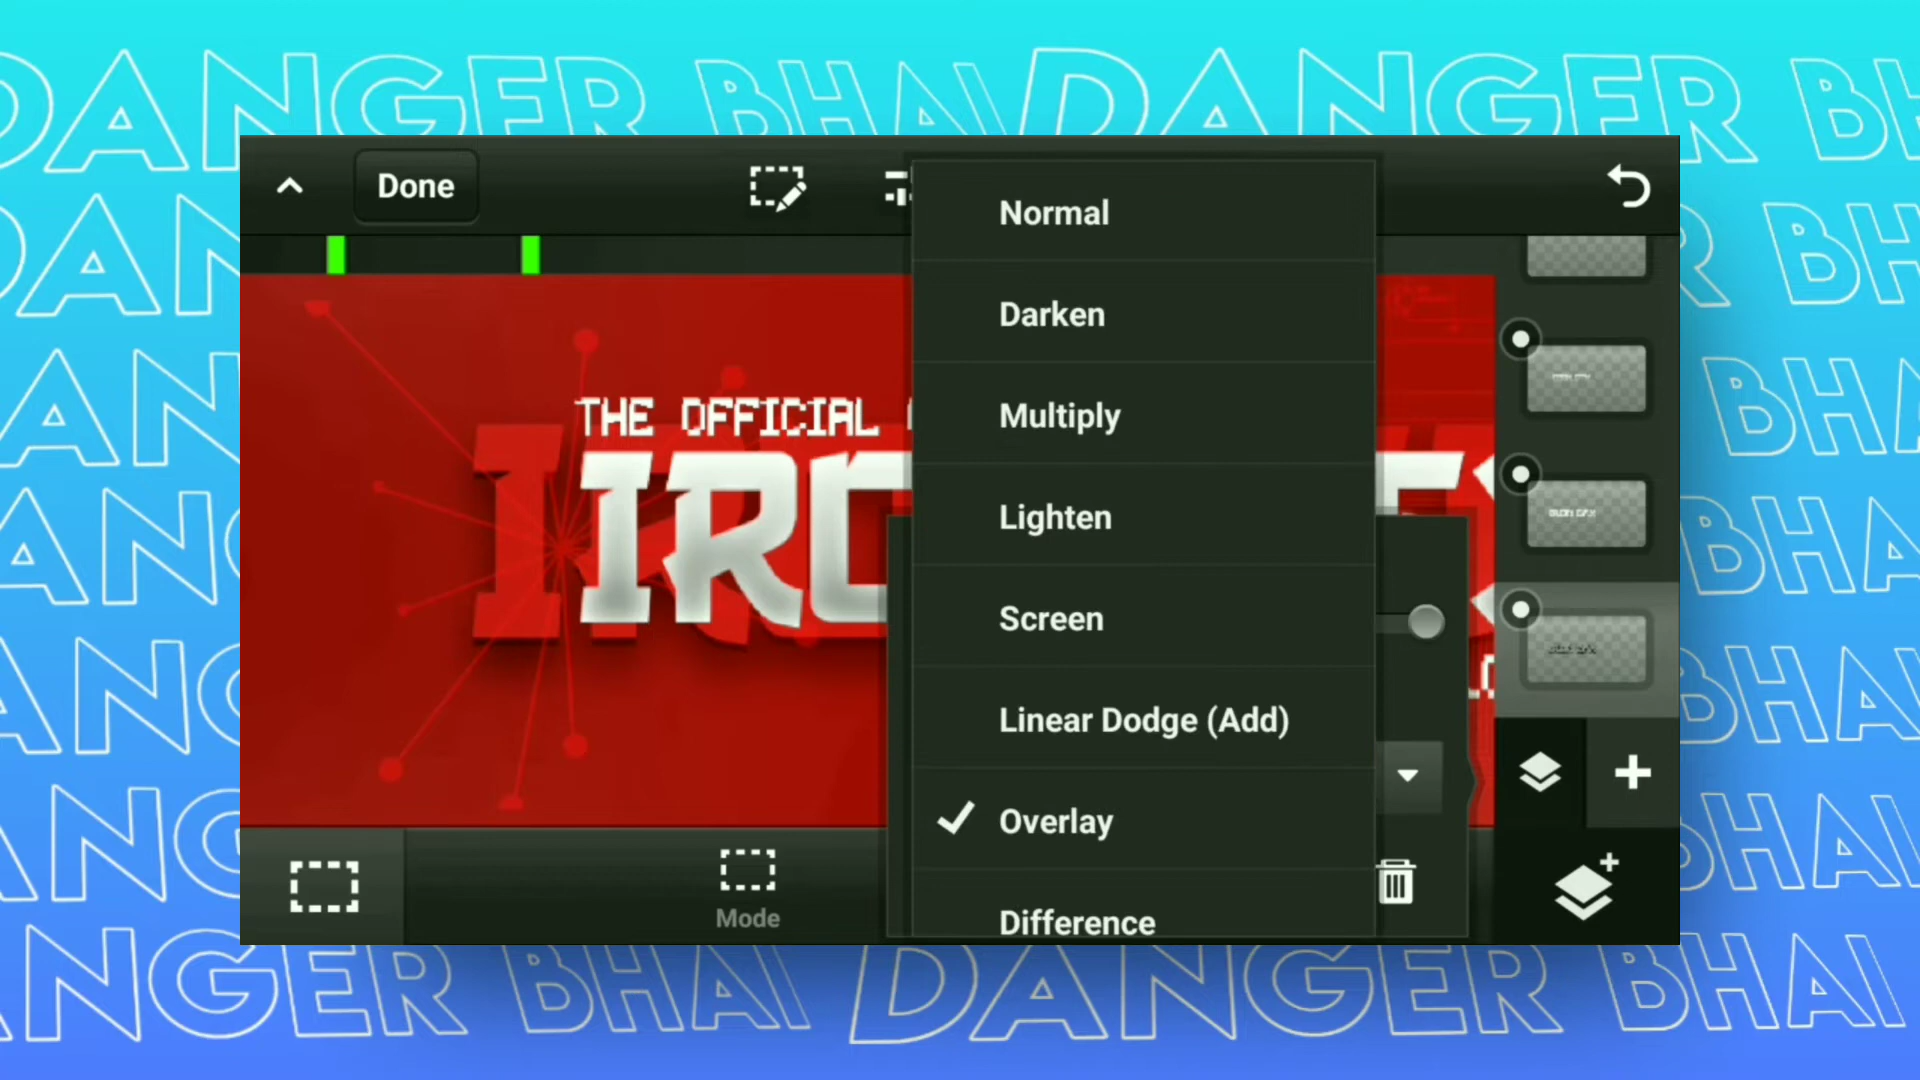 DANGER BHAI DANGER BH
Done
Normal
Darken
Multiply
Lighten
Screen
Linear Dodge (Add)
Overlay
Difference
THE OFFICIAL
Mode
DANGER BHAI DANGER BHAI